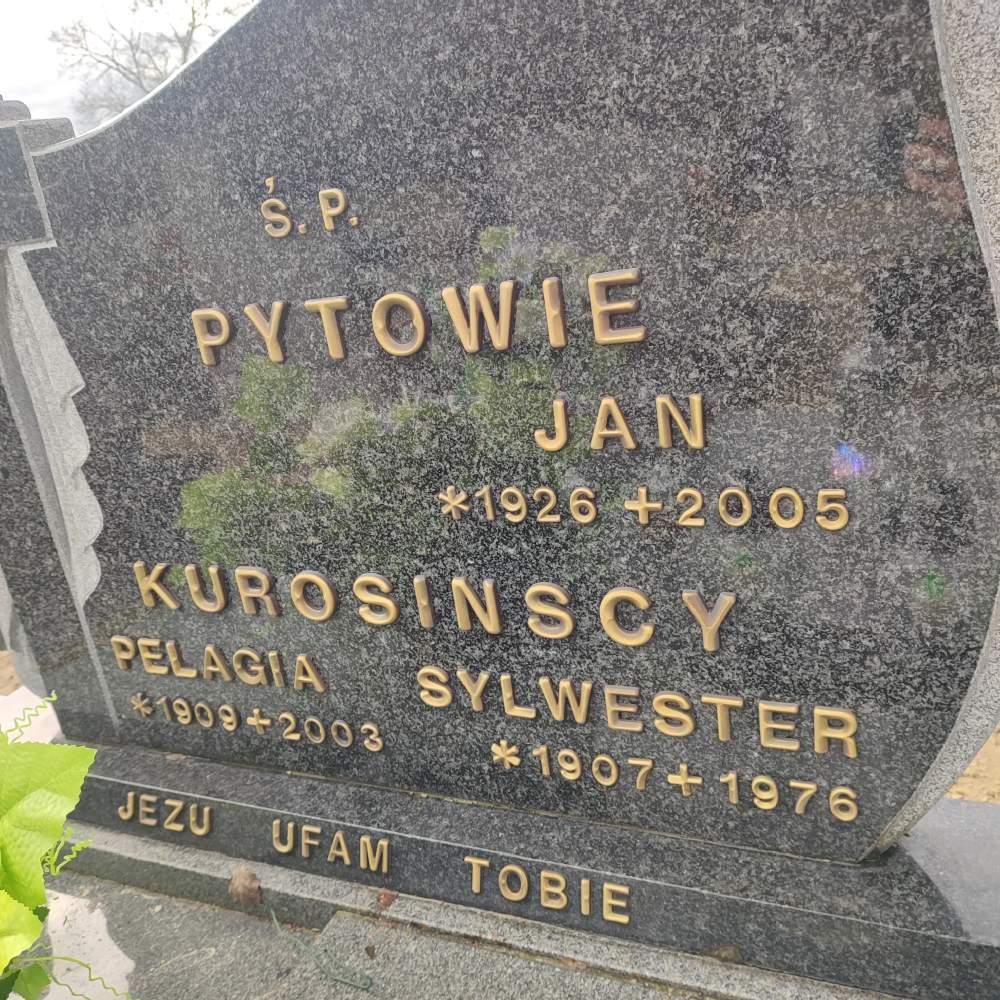 Ś. P.
PYTOWIE
JAN
*1926 + 2005
KUROSINSCY
PELAGIA SYLWESTER
*1909+2003 *1907+1976
JEZU UFAM TOBIE